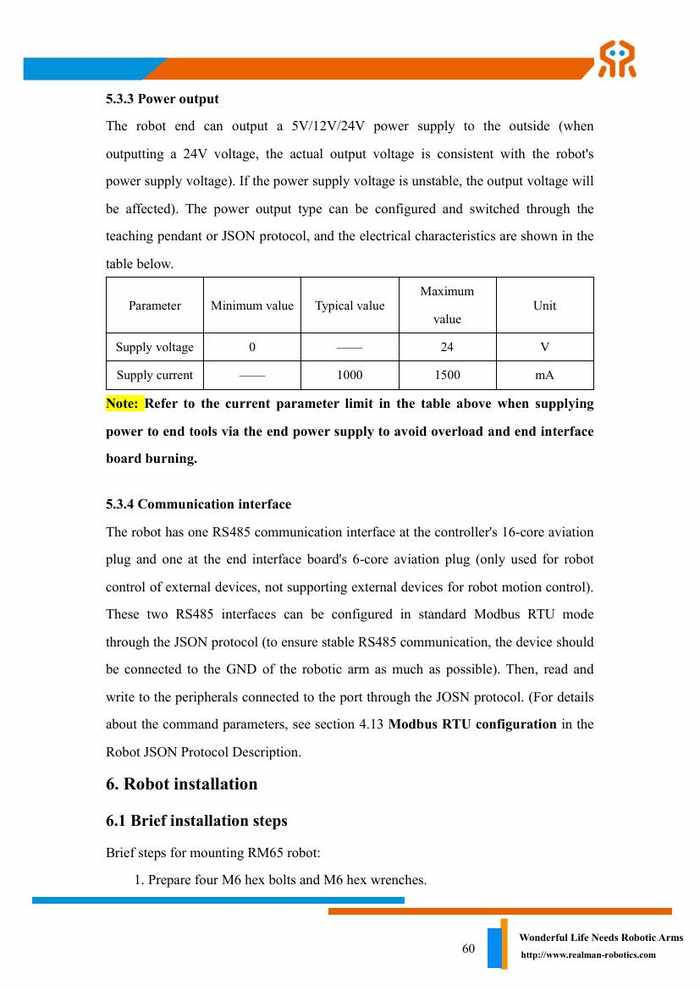 5.3.3 Power output
The robot end can output a 5V/12V/24V power supply to the outside (when
outputting a 24V voltage, the actual output voltage is consistent with the robot's
power supply voltage). If the power supply voltage is unstable, the output voltage will
be affected). The power output type can be configured and switched through the
teaching pendant or JSON protocol, and the electrical characteristics are shown in the
table below.
Parameter Minimum value Typical value Maximum value Unit
Supply voltage 0 —— 24 V
Supply current —— 1000 1500 mA
Note: Refer to the current parameter limit in the table above when supplying
power to end tools via the end power supply to avoid overload and end interface
board burning.
5.3.4 Communication interface
The robot has one RS485 communication interface at the controller's 16-core aviation
plug and one at the end interface board's 6-core aviation plug (only used for robot
control of external devices, not supporting external devices for robot motion control).
These two RS485 interfaces can be configured in standard Modbus RTU mode
through the JSON protocol (to ensure stable RS485 communication, the device should
be connected to the GND of the robotic arm as much as possible). Then, read and
write to the peripherals connected to the port through the JOSN protocol. (For details
about the command parameters, see section 4.13 Modbus RTU configuration in the
Robot JSON Protocol Description.
6. Robot installation
6.1 Brief installation steps
Brief steps for mounting RM65 robot:
1. Prepare four M6 hex bolts and M6 hex wrenches.
60
Wonderful Life Needs Robotic Arms
http://www.realman-robotics.com